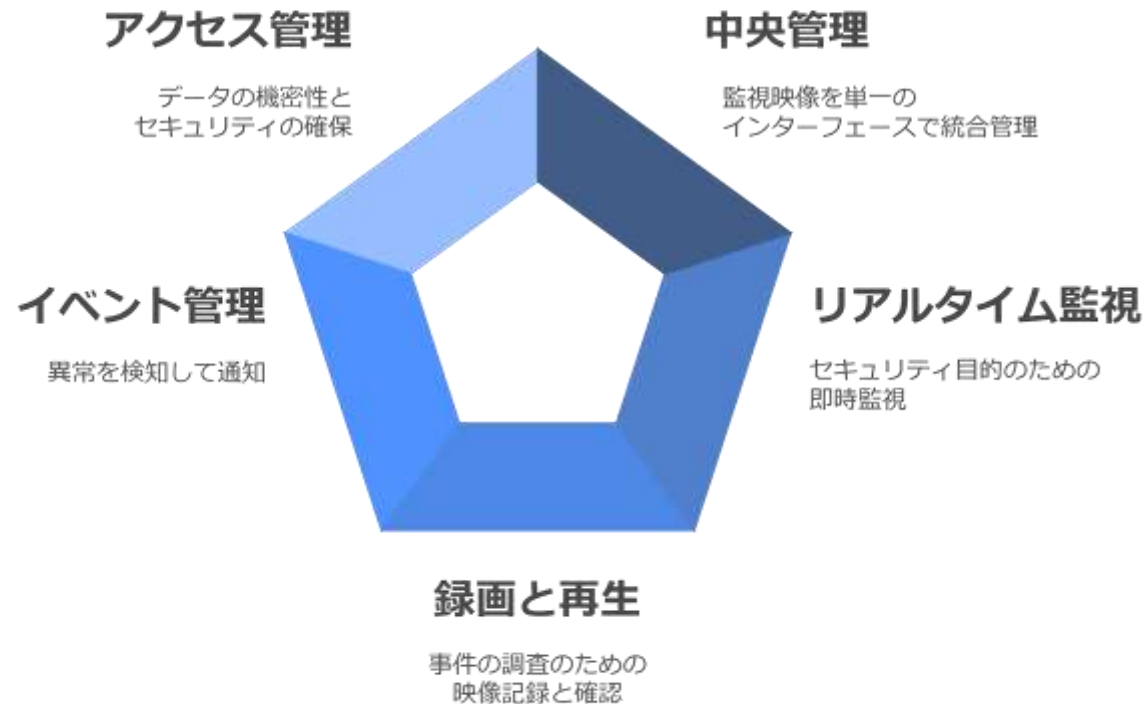 アクセス管理
データの機密性と
セキュリティの確保
中央管理
監視映像を単一の
インターフェースで統合管理
イベント管理
異常を検知して通知
リアルタイム監視
セキュリティ目的のための
即時監視
録画と再生
事件の調査のための
映像記録と確認